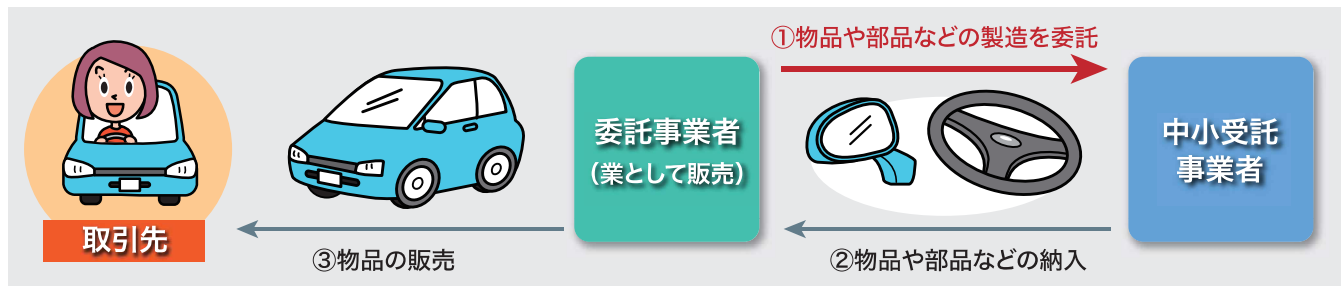 ①物品や部品などの製造を委託
委託事業者
（業として販売）
中小受託
事業者
取引先
③物品の販売
②物品や部品などの納入